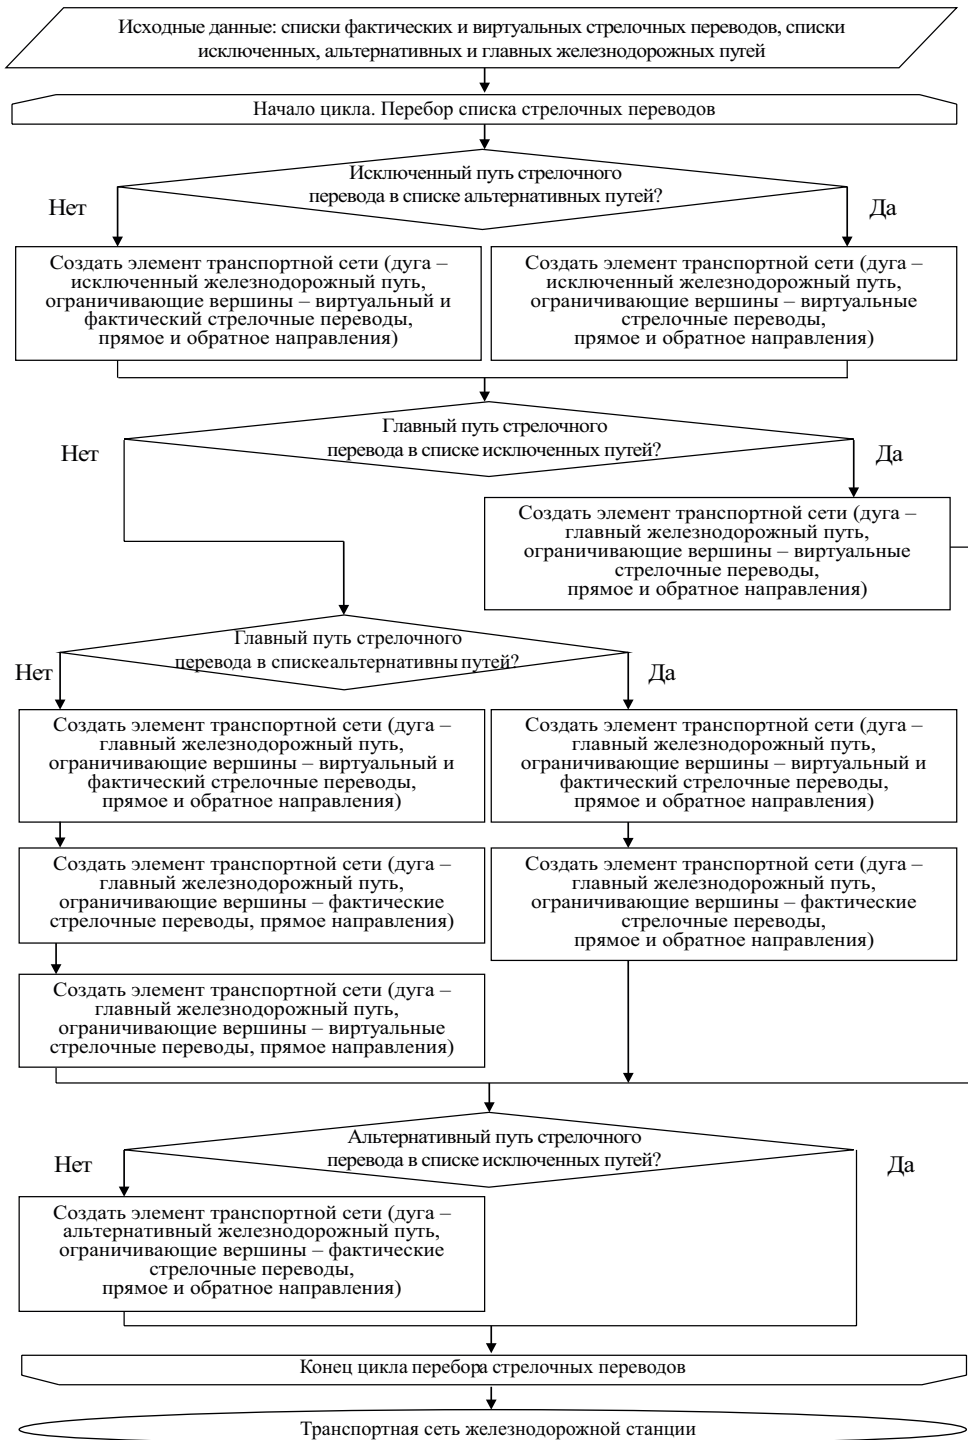 Исходные данные: списки фактических и виртуальных стрелочных переводов, списки
исключенных, альтернативных и главных железнодорожных путей
Начало цикла. Перебор списка стрелочных переводов
Исключенный путь стрелочного
перевода в списке альтернативных путей?
Нет
Да
Создать элемент транспортной сети (дуга –
исключенный железнодорожный путь,
ограничивающие вершины – виртуальный и
фактический стрелочные переводы,
прямое и обратное направления)
Создать элемент транспортной сети (дуга –
исключенный железнодорожный путь,
ограничивающие вершины – виртуальные
стрелочные переводы,
прямое и обратное направления)
Главный путь стрелочного
перевода в списке исключенных путей?
Нет
Да
Создать элемент транспортной сети (дуга –
главный железнодорожный путь,
ограничивающие вершины – виртуальные
стрелочные переводы,
прямое и обратное направления)
Главный путь стрелочного
перевода в списке альтернативны путей?
Нет
Да
Создать элемент транспортной сети (дуга –
главный железнодорожный путь,
ограничивающие вершины – виртуальный и
фактический стрелочные переводы,
прямое и обратное направления)
Создать элемент транспортной сети (дуга –
главный железнодорожный путь,
ограничивающие вершины – виртуальный и
фактический стрелочные переводы,
прямое и обратное направления)
Создать элемент транспортной сети (дуга –
главный железнодорожный путь,
ограничивающие вершины – фактические
стрелочные переводы, прямое направления)
Создать элемент транспортной сети (дуга –
главный железнодорожный путь,
ограничивающие вершины – фактические
стрелочные переводы,
прямое и обратное направления)
Создать элемент транспортной сети (дуга –
главный железнодорожный путь,
ограничивающие вершины – виртуальные
стрелочные переводы, прямое направления)
Альтернативный путь стрелочного
перевода в списке исключенных путей?
Нет
Да
Создать элемент транспортной сети (дуга –
альтернативный железнодорожный путь,
ограничивающие вершины – фактические
стрелочные переводы,
прямое и обратное направления)
Конец цикла перебора стрелочных переводов
Транспортная сеть железнодорожной станции